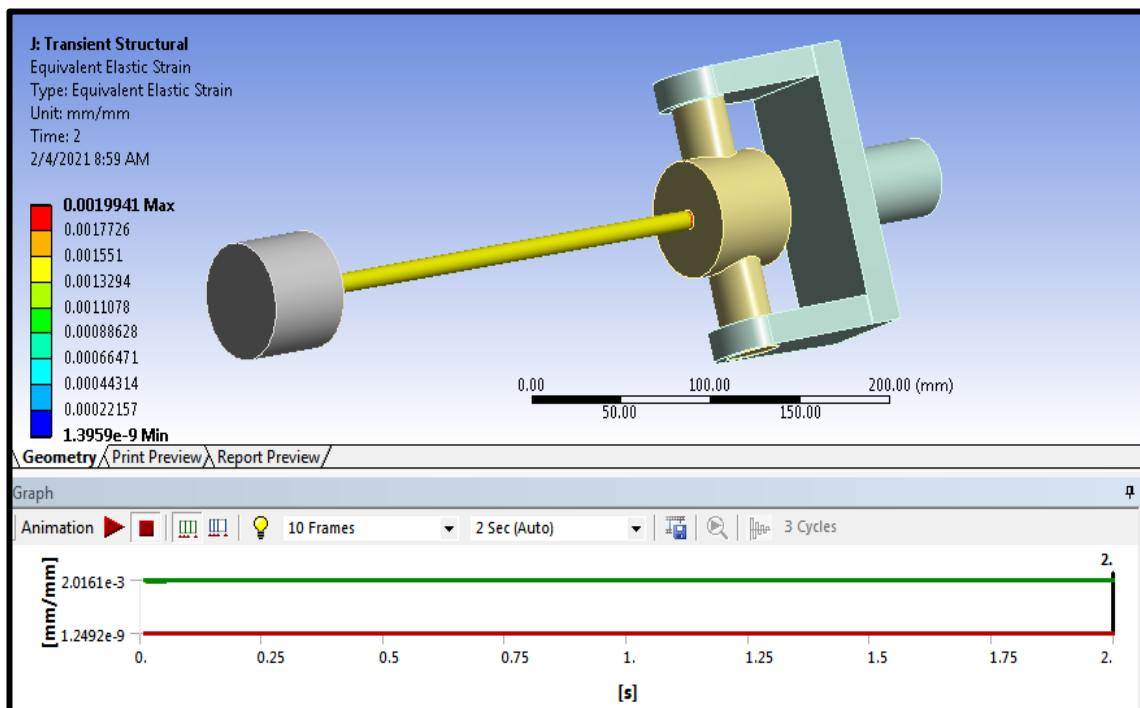 J: Transient Structural
Equivalent Elastic Strain
Type: Equivalent Elastic Strain
Unit: mm/mm
Time: 2
2/4/2021 8:59 AM
0.0019941 Max
0.0017726
0.001551
0.0013294
0.0011078
0.00088628
0.00066471
0.00044314
0.00022157
1.3959e-9 Min
0.00 100.00 200.00 (mm)
50.00 150.00
Geometry Print Preview Report Preview
Graph
Animation 10 Frames 2 Sec (Auto) 3 Cycles
2.
2.0161e-3
[mm/mm]
1.2492e-9
0. 0.25 0.5 0.75 1. 1.25 1.5 1.75 2.
[s]